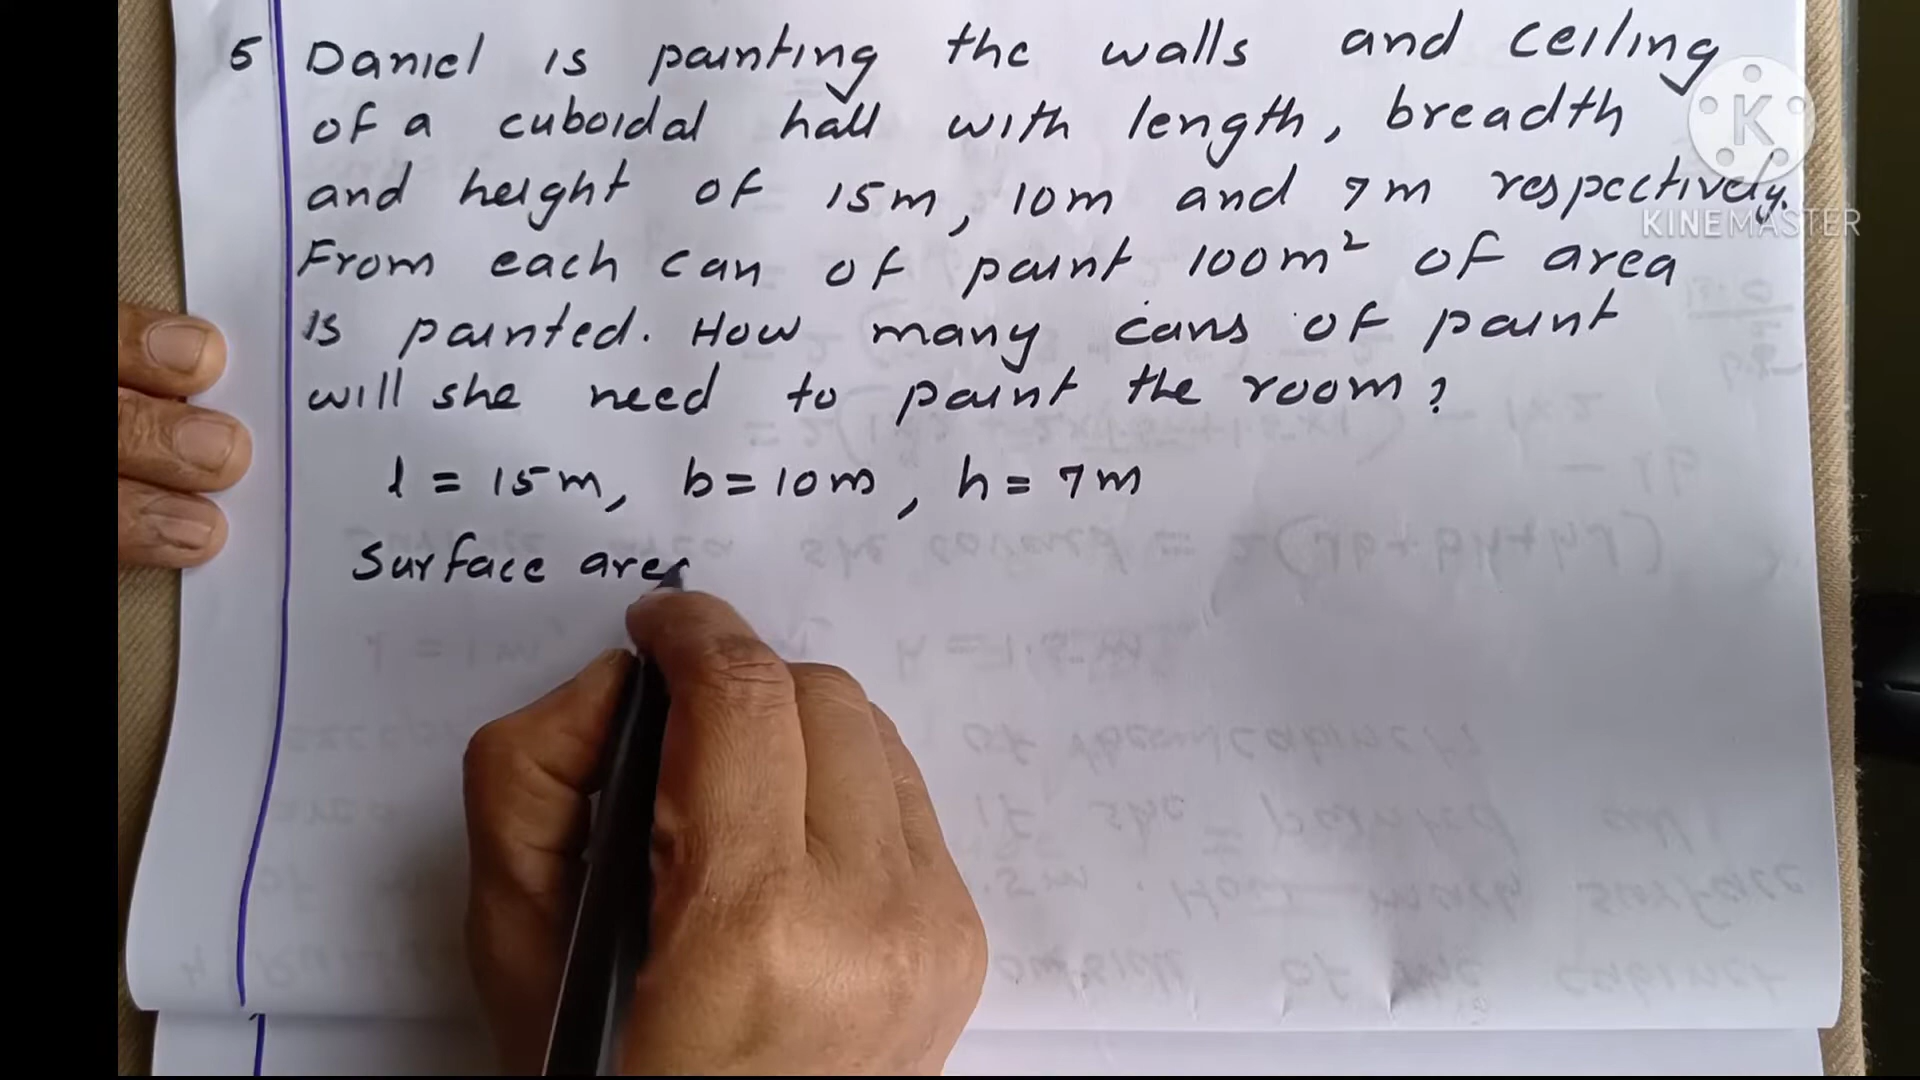 5 Daniel is painting the walls and ceiling
of a cuboidal hall with length, breadth
and height of 15m, 10m and 7m respectively.
From each can of paint 100m² of area
is painted. How many cans of paint
will she need to paint the room?
l = 15m, b = 10m, h = 7m
Surface area
K
KINEMASTER